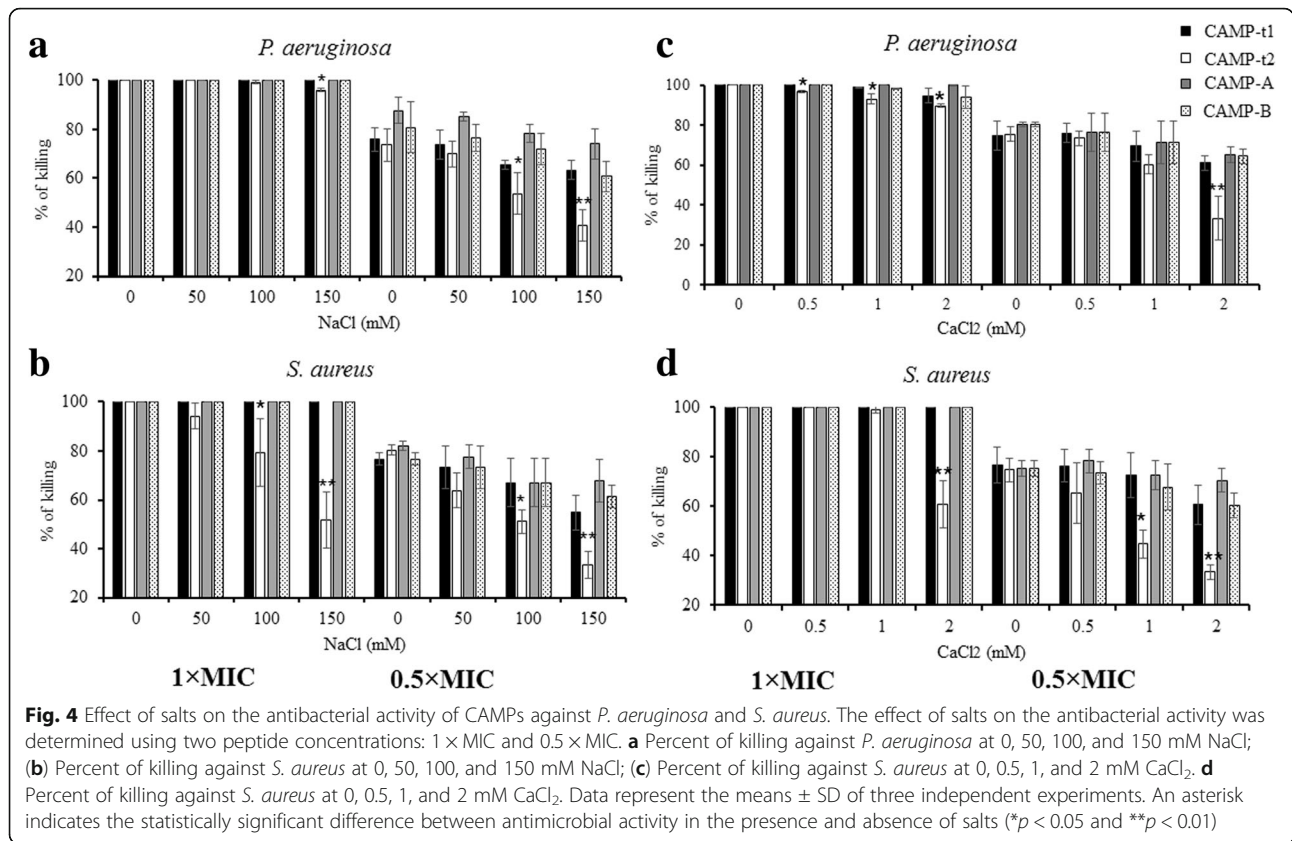 a
P. aeruginosa
% of killing
100
80
60
40
20
0 50 100 150 0 50 100 150
NaCl (mM)
c
P. aeruginosa
CAMP-t1
CAMP-t2
CAMP-A
CAMP-B
% of killing
100
80
60
40
20
0
0 0.5 1 2 0 0.5 1 2
CaCl2 (mM)
* * ** * * * **
b
S. aureus
% of killing
100
80
60
40
20
0 50 100 150 0 50 100 150
NaCl (mM)
* ** * **
d
S. aureus
% of killing
100
80
60
40
20
0 0.5 1 2 0 0.5 1 2
CaCl2 (mM)
** * **
1×MIC 0.5×MIC 1×MIC 0.5×MIC
Fig. 4 Effect of salts on the antibacterial activity of CAMPs against P. aeruginosa and S. aureus. The effect of salts on the antibacterial activity was
determined using two peptide concentrations: 1 × MIC and 0.5 × MIC. a Percent of killing against P. aeruginosa at 0, 50, 100, and 150 mM NaCl;
(b) Percent of killing against S. aureus at 0, 50, 100, and 150 mM NaCl; (c) Percent of killing against S. aureus at 0, 0.5, 1, and 2 mM CaCl₂. d
Percent of killing against S. aureus at 0, 0.5, 1, and 2 mM CaCl₂. Data represent the means ± SD of three independent experiments. An asterisk
indicates the statistically significant difference between antimicrobial activity in the presence and absence of salts (*p < 0.05 and **p < 0.01)